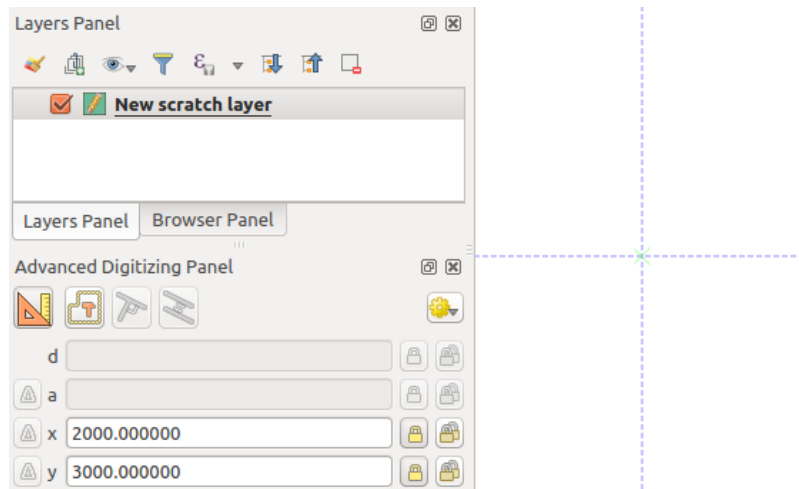 Layers Panel
New scratch layer
Layers Panel Browser Panel
Advanced Digitizing Panel
d
a
x 2000.000000
y 3000.000000